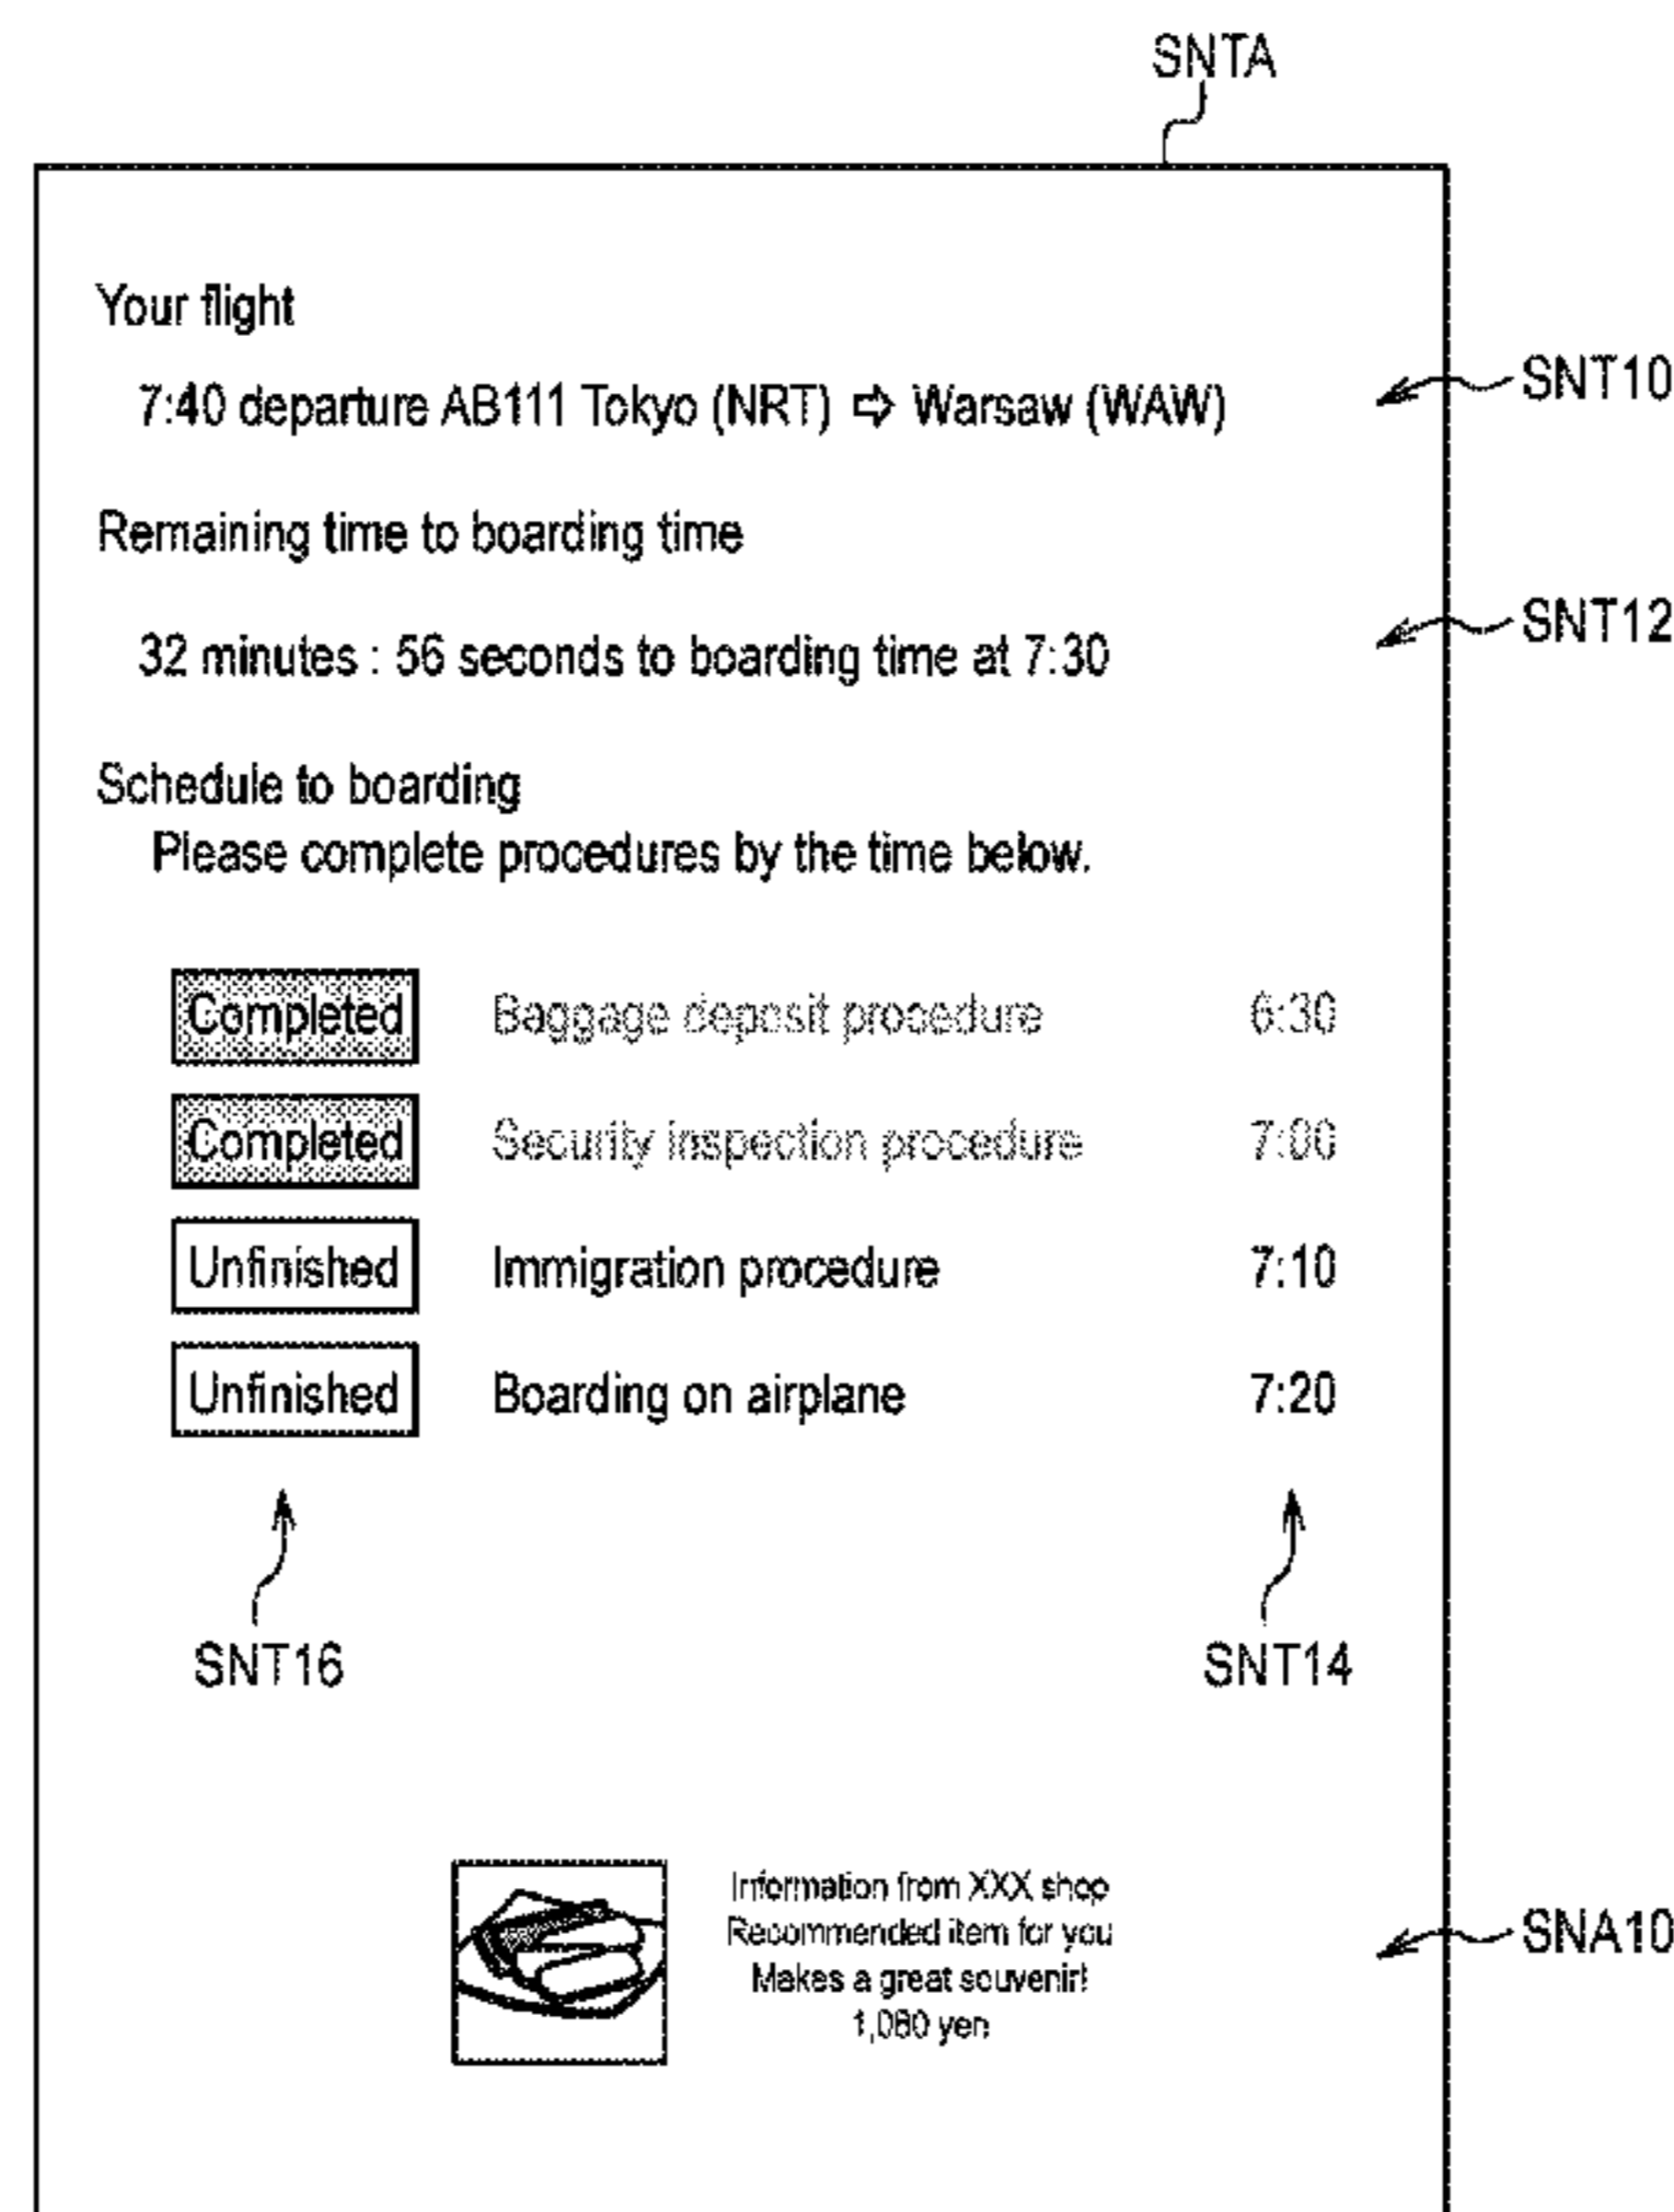 SNTA
Your flight
7:40 departure AB111 Tokyo (NRT) ⇨ Warsaw (WAW)
SNT10
Remaining time to boarding time
32 minutes : 56 seconds to boarding time at 7:30
SNT12
Schedule to boarding
Please complete procedures by the time below.
Completed Baggage deposit procedure 6:30
Completed Security inspection procedure 7:00
Unfinished Immigration procedure 7:10
Unfinished Boarding on airplane 7:20
SNT16 SNT14
Information from XXX shop
Recommended item for you
Makes a great souvenir!
1,080 yen
SNA10